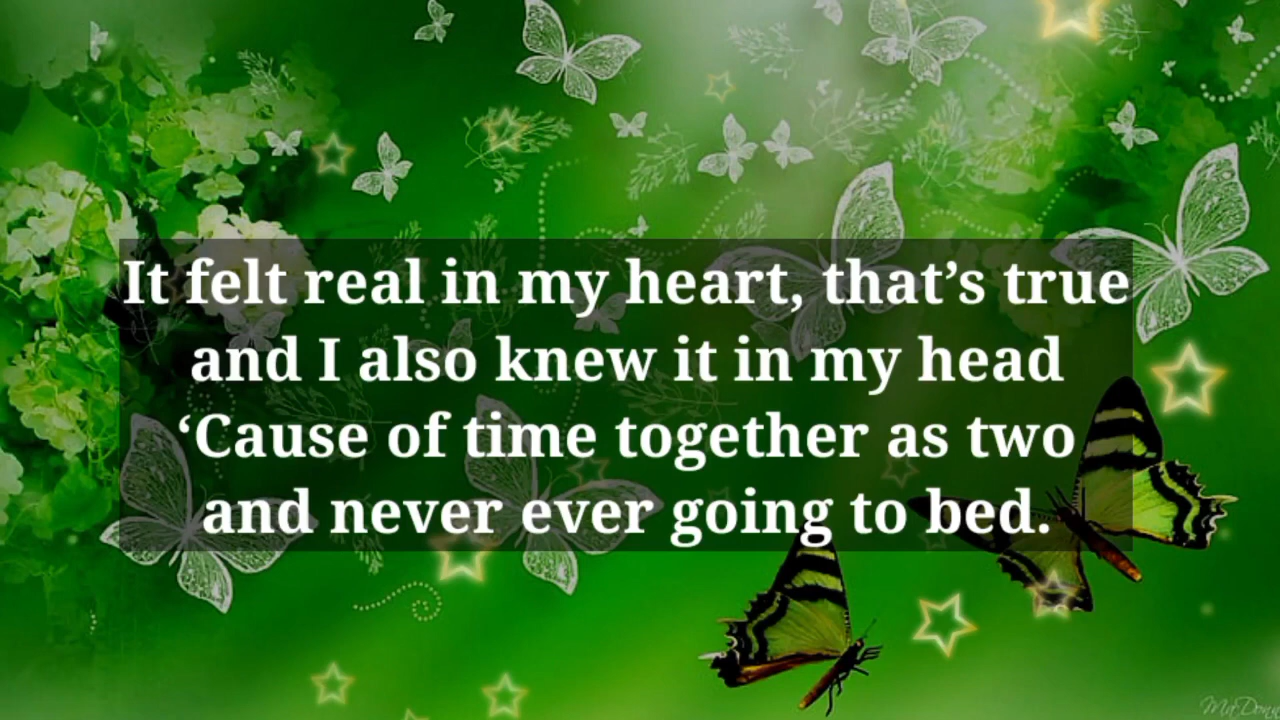 It felt real in my heart, that’s true
and I also knew it in my head
‘Cause of time together as two
and never ever going to bed.